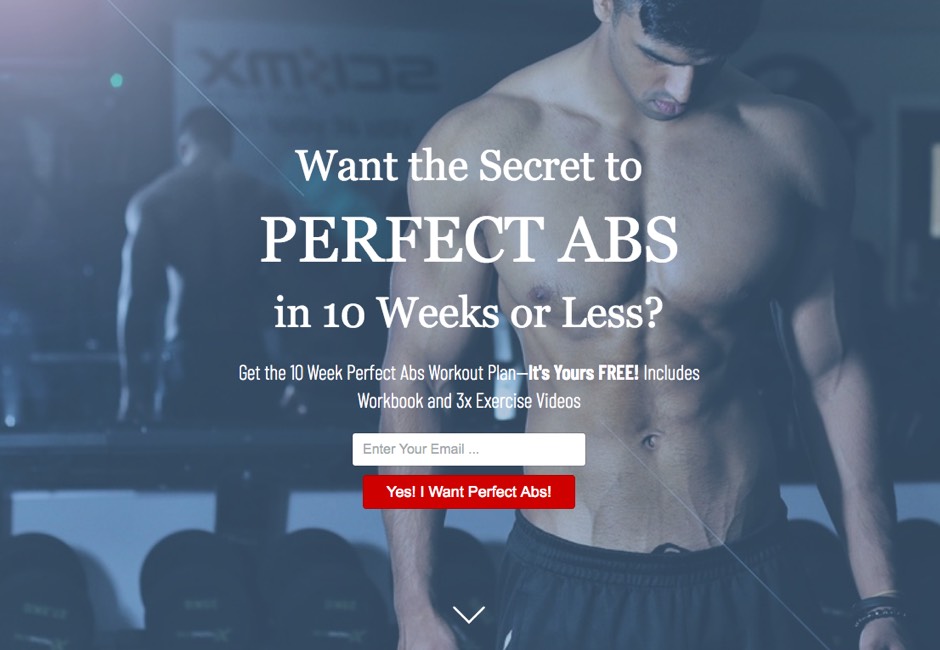 Want the Secret to
PERFECT ABS
in 10 Weeks or Less?
Get the 10 Week Perfect Abs Workout Plan—It's Yours FREE! Includes
Workbook and 3x Exercise Videos
Enter Your Email ...
Yes! I Want Perfect Abs!